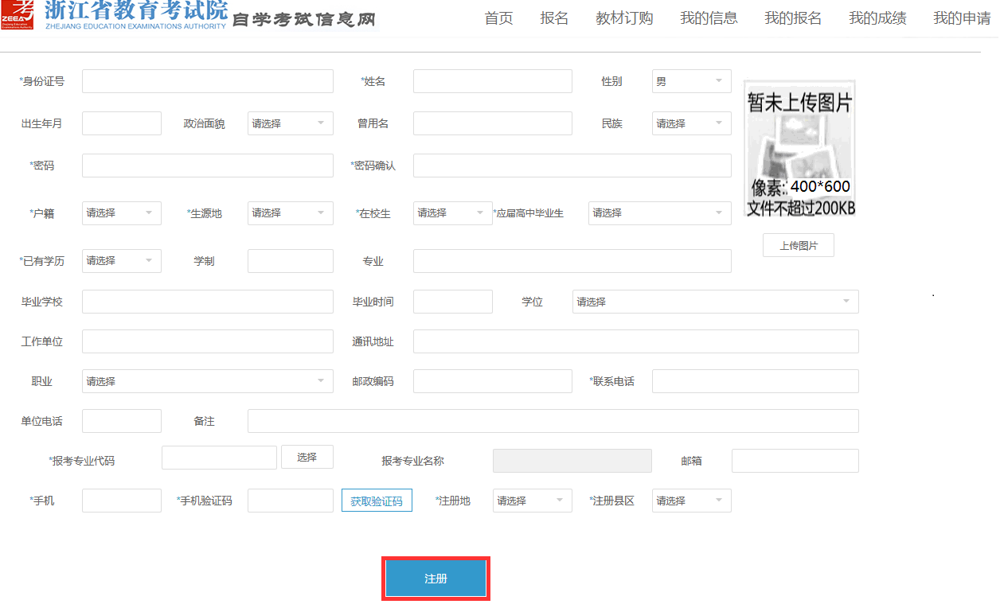 考 浙江省教育考试院 自学考试信息网 首页 报名 教材订购 我的信息 我的报名 我的成绩 我的申请
ZEEA ZHEJIANG EDUCATION EXAMINATIONS AUTHORITY
*身份证号 *姓名 性别 男
暂未上传图片
出生年月 政治面貌 请选择 曾用名 民族 请选择
*密码 *密码确认
像素: 400*600
文件不超过200KB
*户籍 请选择 *生源地 请选择 *在校生 请选择 *应届高中毕业生 请选择
上传图片
*已有学历 请选择 学制 专业
毕业学校 毕业时间 学位 请选择
工作单位 通讯地址
职业 请选择 邮政编码 *联系电话
单位电话 备注
*报考专业代码 选择 报考专业名称 邮箱
*手机 *手机验证码 获取验证码 *注册地 请选择 *注册县区 请选择
注册